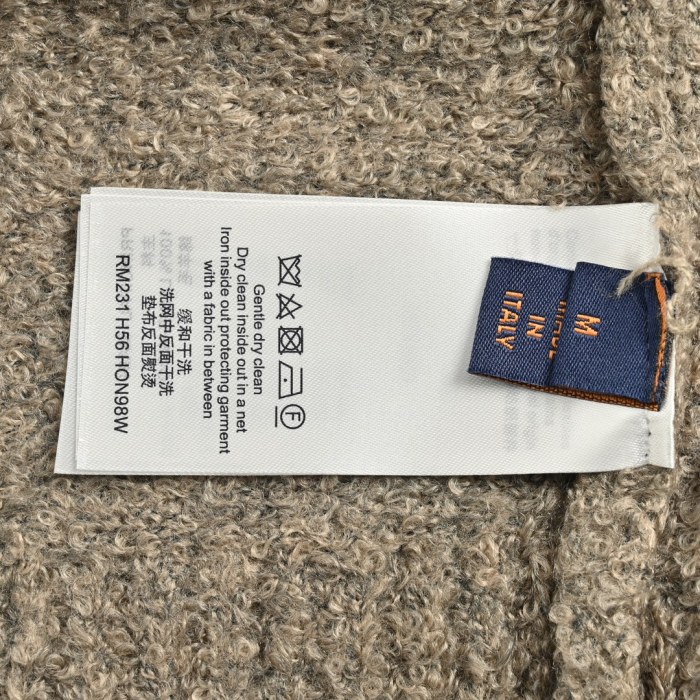 Gentle dry clean
Dry clean inside out in a net
Iron inside out protecting garment
with a fabric in between
缓和干洗
洗网中反面干洗
垫布反面熨烫
RM231 H56 HON98W
M
IN
ITALY
F